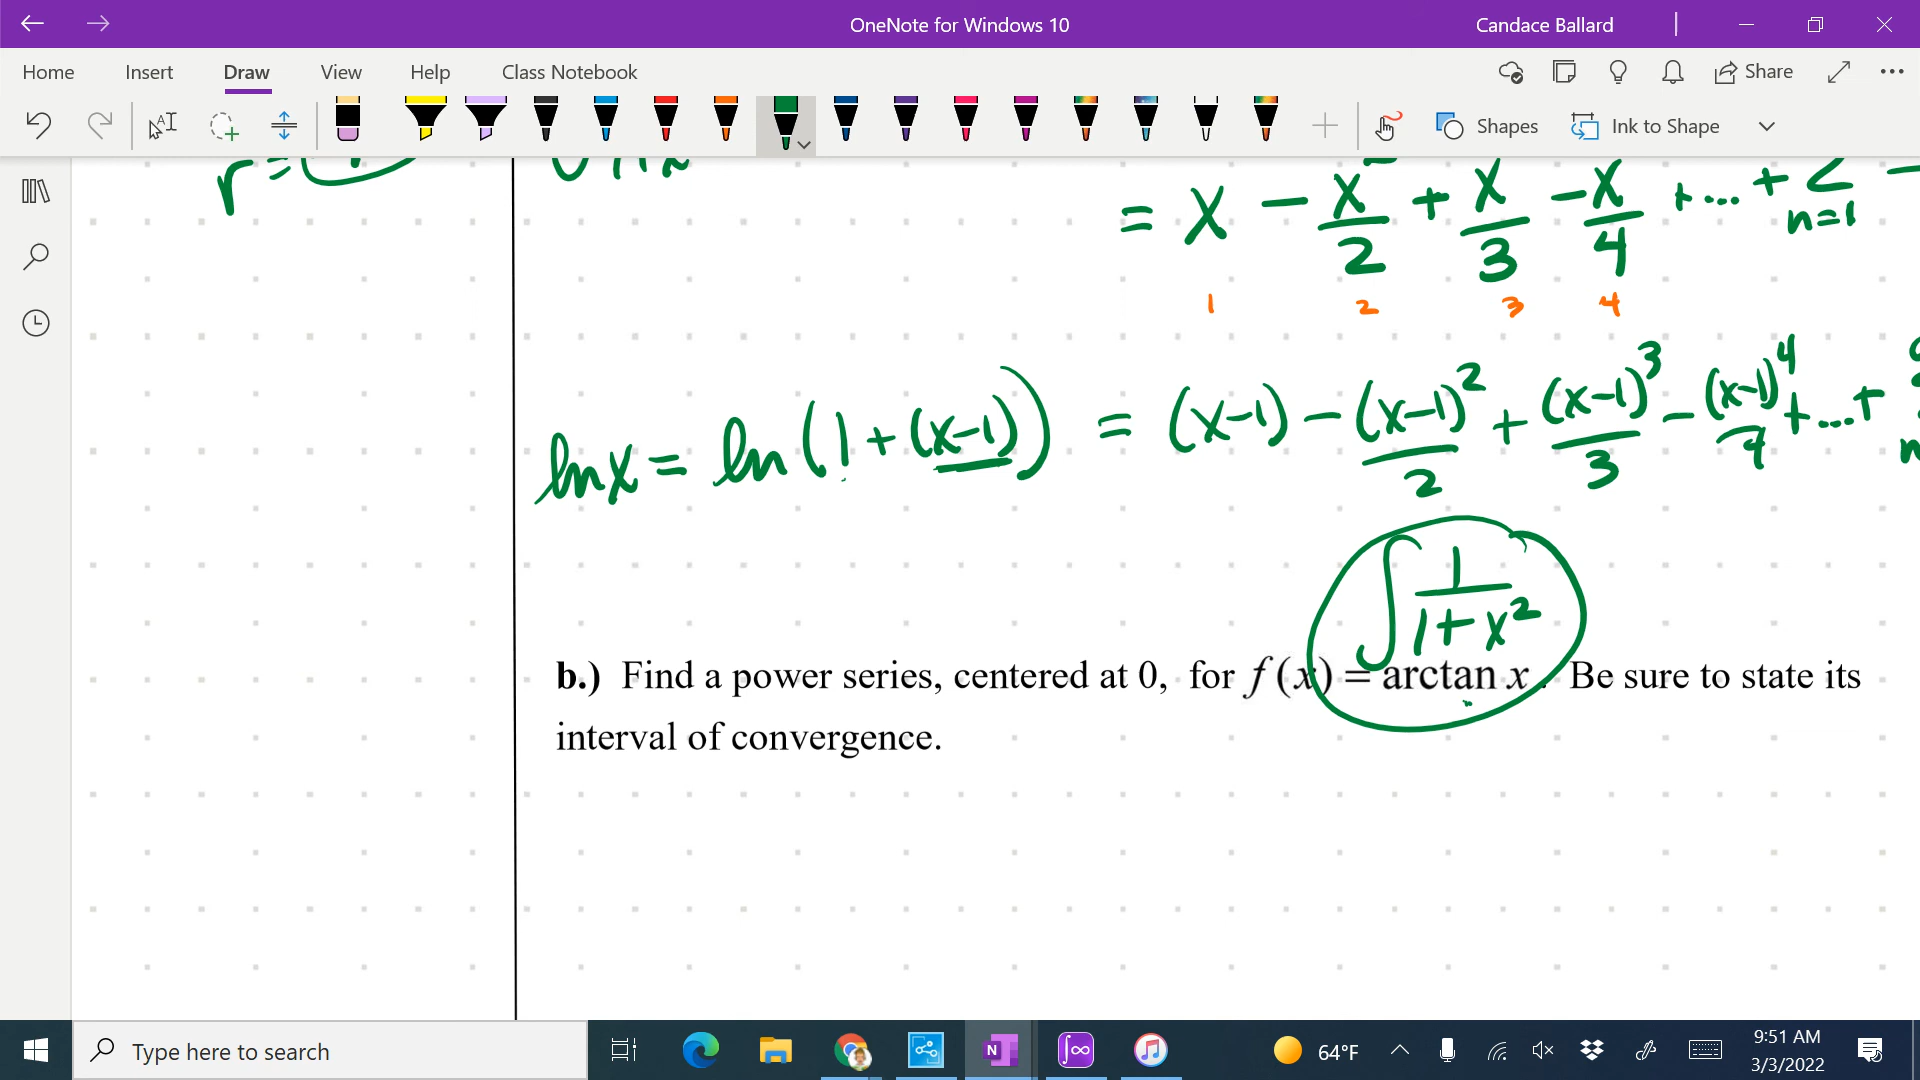 OneNote for Windows 10
Candace Ballard
Home Insert Draw View Help Class Notebook Share
Shapes Ink to Shape
r =
= x - x/2 + x/3 - x/4 + ... + Σ n=1
1 2 3 4
ln x = ln (1 + (x-1)) = (x-1) - (x-1)²/2 + (x-1)³/3 - (x-1)⁴/4 + ... +
∫ 1/(1+x²)
b.) Find a power series, centered at 0, for f(x) = arctan x. Be sure to state its
interval of convergence.
Type here to search
64°F
9:51 AM
3/3/2022